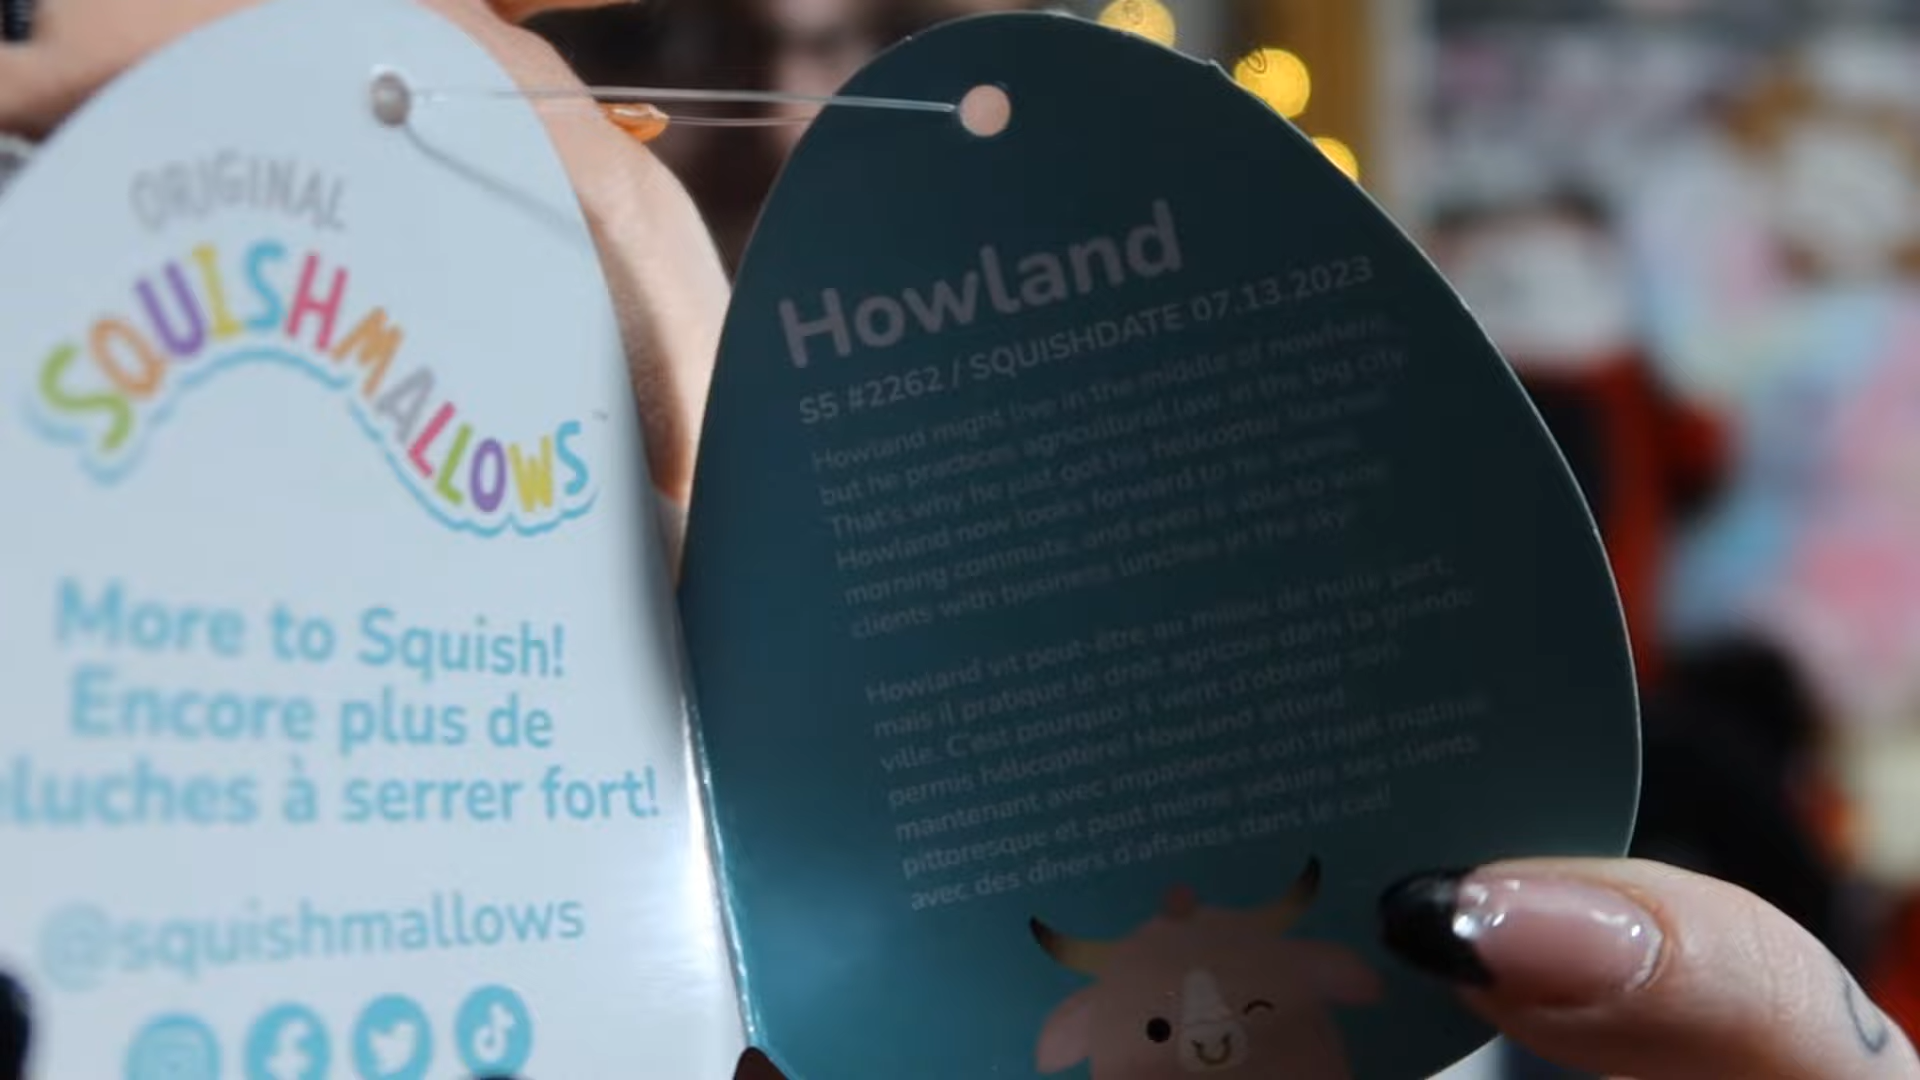 ORIGINAL
SQUISHMALLOWS™
More to Squish!
Encore plus de
luches à serrer fort!
@squishmallows
Howland
S5 #2262 / SQUISHDATE 07.13.2023
Howland might live in the middle of nowhere,
but he practices agricultural law in the big city.
That's why he just got his helicopter license!
Howland now looks forward to his scenic
morning commute, and even is able to wow
clients with business lunches in the sky!
Howland vit peut-être au milieu de nulle part,
mais il pratique le droit agricole dans la grande
ville. C'est pourquoi il vient d'obtenir son
permis hélicoptère! Howland attend
maintenant avec impatience son trajet matinal
pittoresque et peut même séduire ses clients
avec des dîners d'affaires dans le ciel!